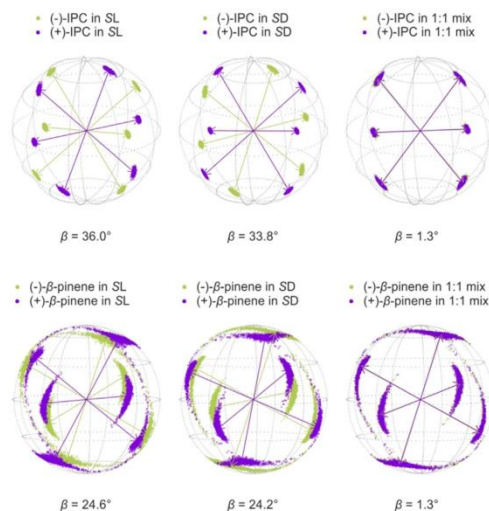 (-)-IPC in SL
(+)-IPC in SL
(-)-IPC in SD
(+)-IPC in SD
(-)-IPC in 1:1 mix
(+)-IPC in 1:1 mix
β = 36.0°
β = 33.8°
β = 1.3°
(-)-β-pinene in SL
(+)-β-pinene in SL
(-)-β-pinene in SD
(+)-β-pinene in SD
(-)-β-pinene in 1:1 mix
(+)-β-pinene in 1:1 mix
β = 24.6°
β = 24.2°
β = 1.3°